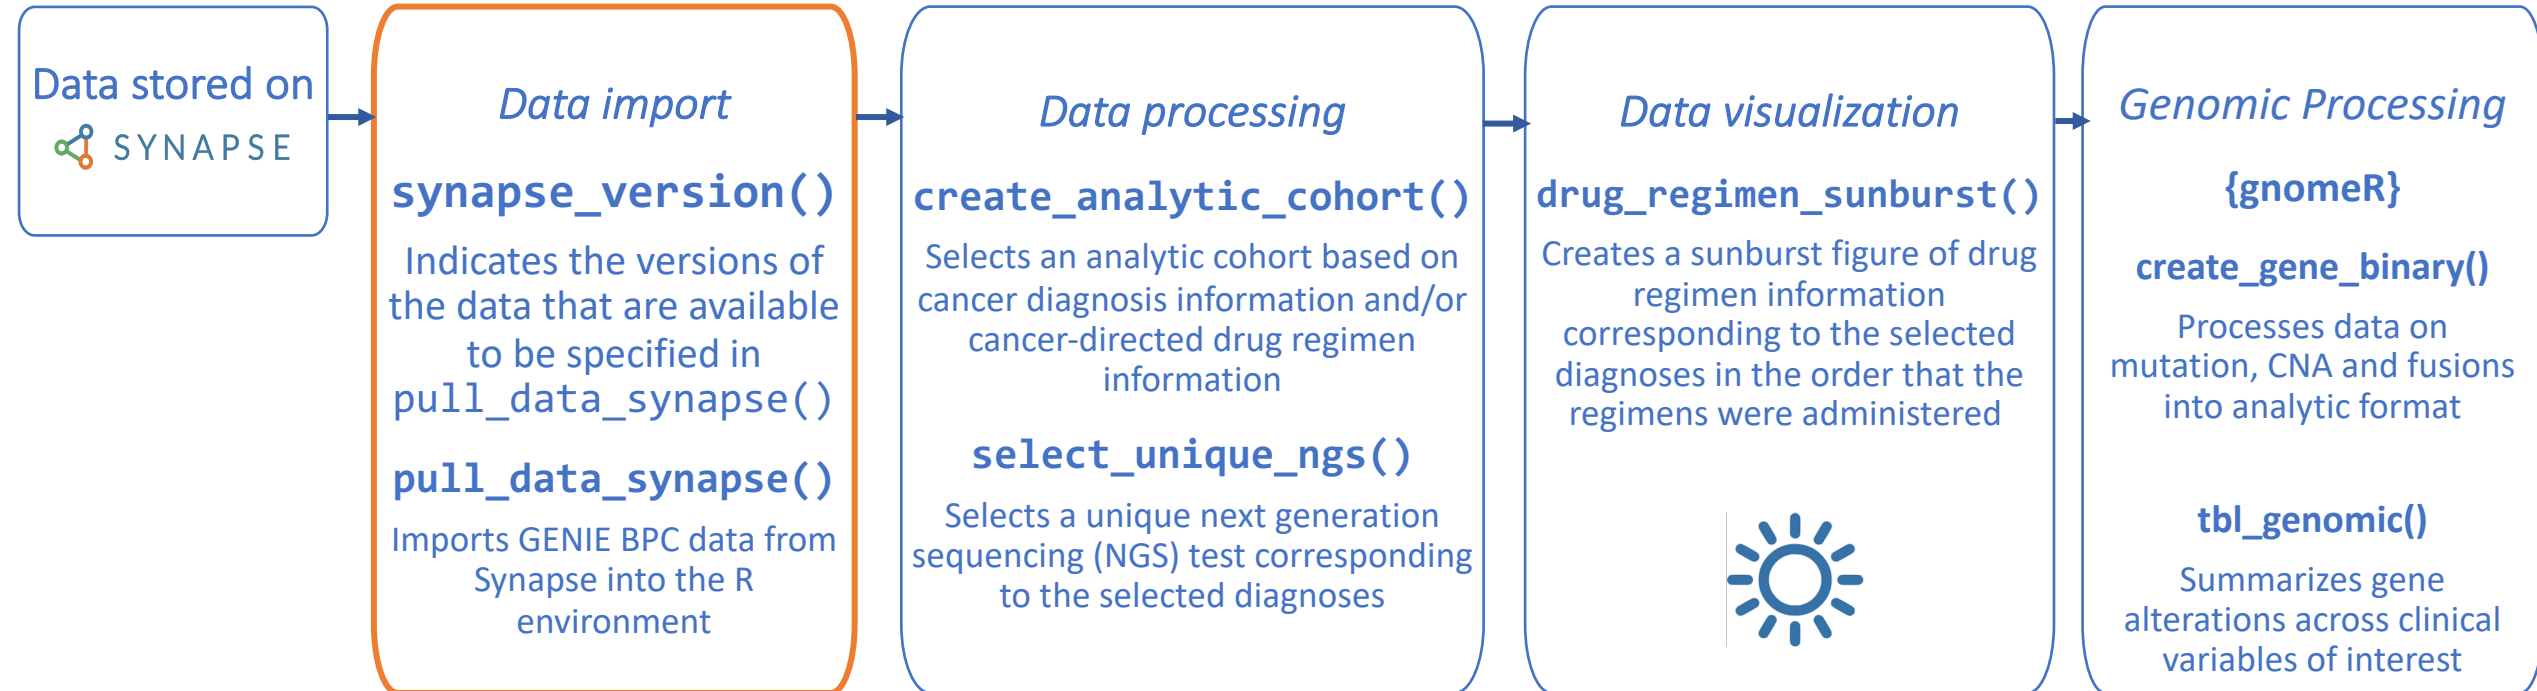 Data stored on
SYNAPSE
Data import
synapse_version()
Indicates the versions of
the data that are available
to be specified in
pull_data_synapse()
pull_data_synapse()
Imports GENIE BPC data from
Synapse into the R
environment
Data processing
create_analytic_cohort()
Selects an analytic cohort based on
cancer diagnosis information and/or
cancer-directed drug regimen
information
select_unique_ngs()
Selects a unique next generation
sequencing (NGS) test corresponding
to the selected diagnoses
Data visualization
drug_regimen_sunburst()
Creates a sunburst figure of drug
regimen information
corresponding to the selected
diagnoses in the order that the
regimens were administered
Genomic Processing
{gnomeR}
create_gene_binary()
Processes data on
mutation, CNA and fusions
into analytic format
tbl_genomic()
Summarizes gene
alterations across clinical
variables of interest